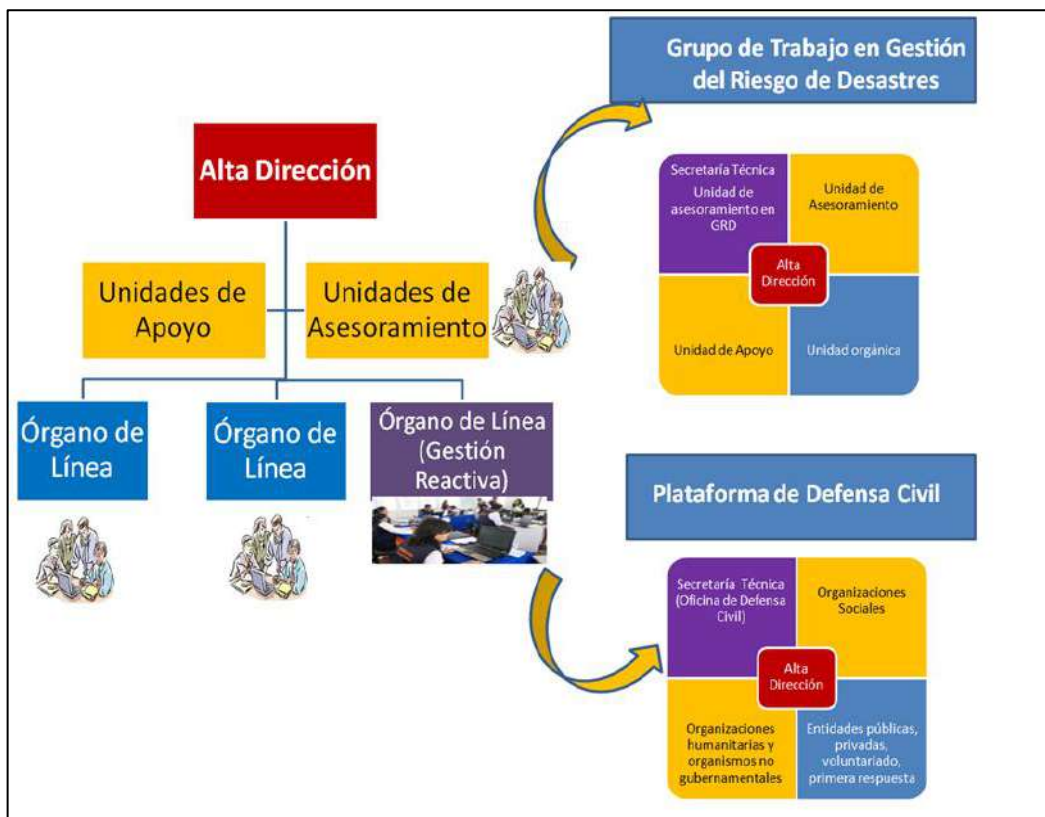 Alta Dirección
Unidades de
Apoyo
Unidades de
Asesoramiento
Órgano de
Línea
Órgano de
Línea
Órgano de Línea
(Gestión
Reactiva)
Grupo de Trabajo en Gestión
del Riesgo de Desastres
Secretaría Técnica
Unidad de
asesoramiento en
GRD
Unidad de
Asesoramiento
Alta
Dirección
Unidad de Apoyo
Unidad orgánica
Plataforma de Defensa Civil
Secretaría Técnica
(Oficina de Defensa
Civil)
Organizaciones
Sociales
Alta
Dirección
Organizaciones
humanitarias y
organismos no
gubernamentales
Entidades públicas,
privadas,
voluntariado,
primera respuesta